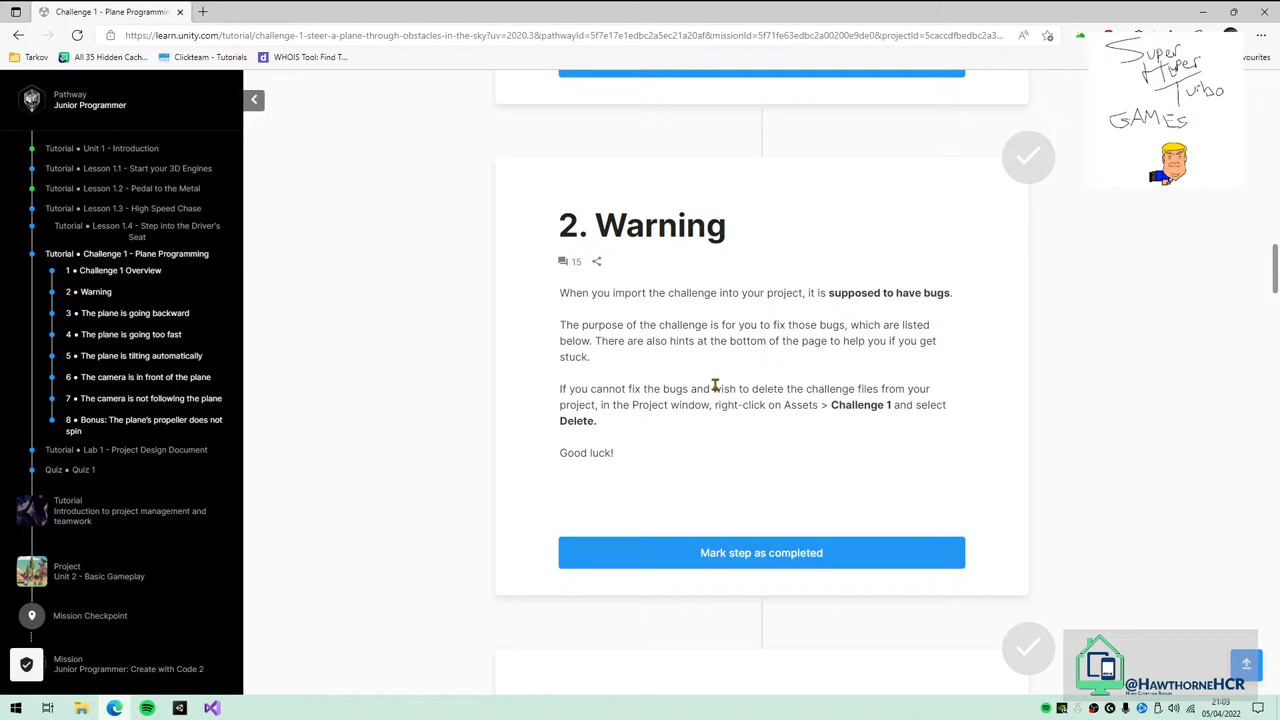 Challenge 1 - Plane Programming
https://learn.unity.com/tutorial/challenge-1-steer-a-plane-through-obstacles-in-the-sky?uv=2020.3&pathwayId=5f7e17e1edbc2a5ec21a20af&missionId=5f71fe63edbc2a00200e9de0&projectId=5caccdfbedbc2a3...
Tarkov
All 35 Hidden Cach...
Clickteam - Tutorials
WHOIS Tool: Find T...
avourites
Super
Hyper
Turbo
GAMES
Pathway
Junior Programmer
Tutorial • Unit 1 - Introduction
Tutorial • Lesson 1.1 - Start your 3D Engines
Tutorial • Lesson 1.2 - Pedal to the Metal
Tutorial • Lesson 1.3 - High Speed Chase
Tutorial • Lesson 1.4 - Step into the Driver's
Seat
Tutorial • Challenge 1 - Plane Programming
1 • Challenge 1 Overview
2 • Warning
3 • The plane is going backward
4 • The plane is going too fast
5 • The plane is tilting automatically
6 • The camera is in front of the plane
7 • The camera is not following the plane
8 • Bonus: The plane's propeller does not
spin
Tutorial • Lab 1 - Project Design Document
Quiz • Quiz 1
Tutorial
Introduction to project management and
teamwork
Project
Unit 2 - Basic Gameplay
Mission Checkpoint
Mission
Junior Programmer: Create with Code 2
2. Warning
15
When you import the challenge into your project, it is supposed to have bugs.
The purpose of the challenge is for you to fix those bugs, which are listed
below. There are also hints at the bottom of the page to help you if you get
stuck.
If you cannot fix the bugs and wish to delete the challenge files from your
project, in the Project window, right-click on Assets > Challenge 1 and select
Delete.
Good luck!
Mark step as completed
@HAWTHORNEHCR
21:03
05/04/2022